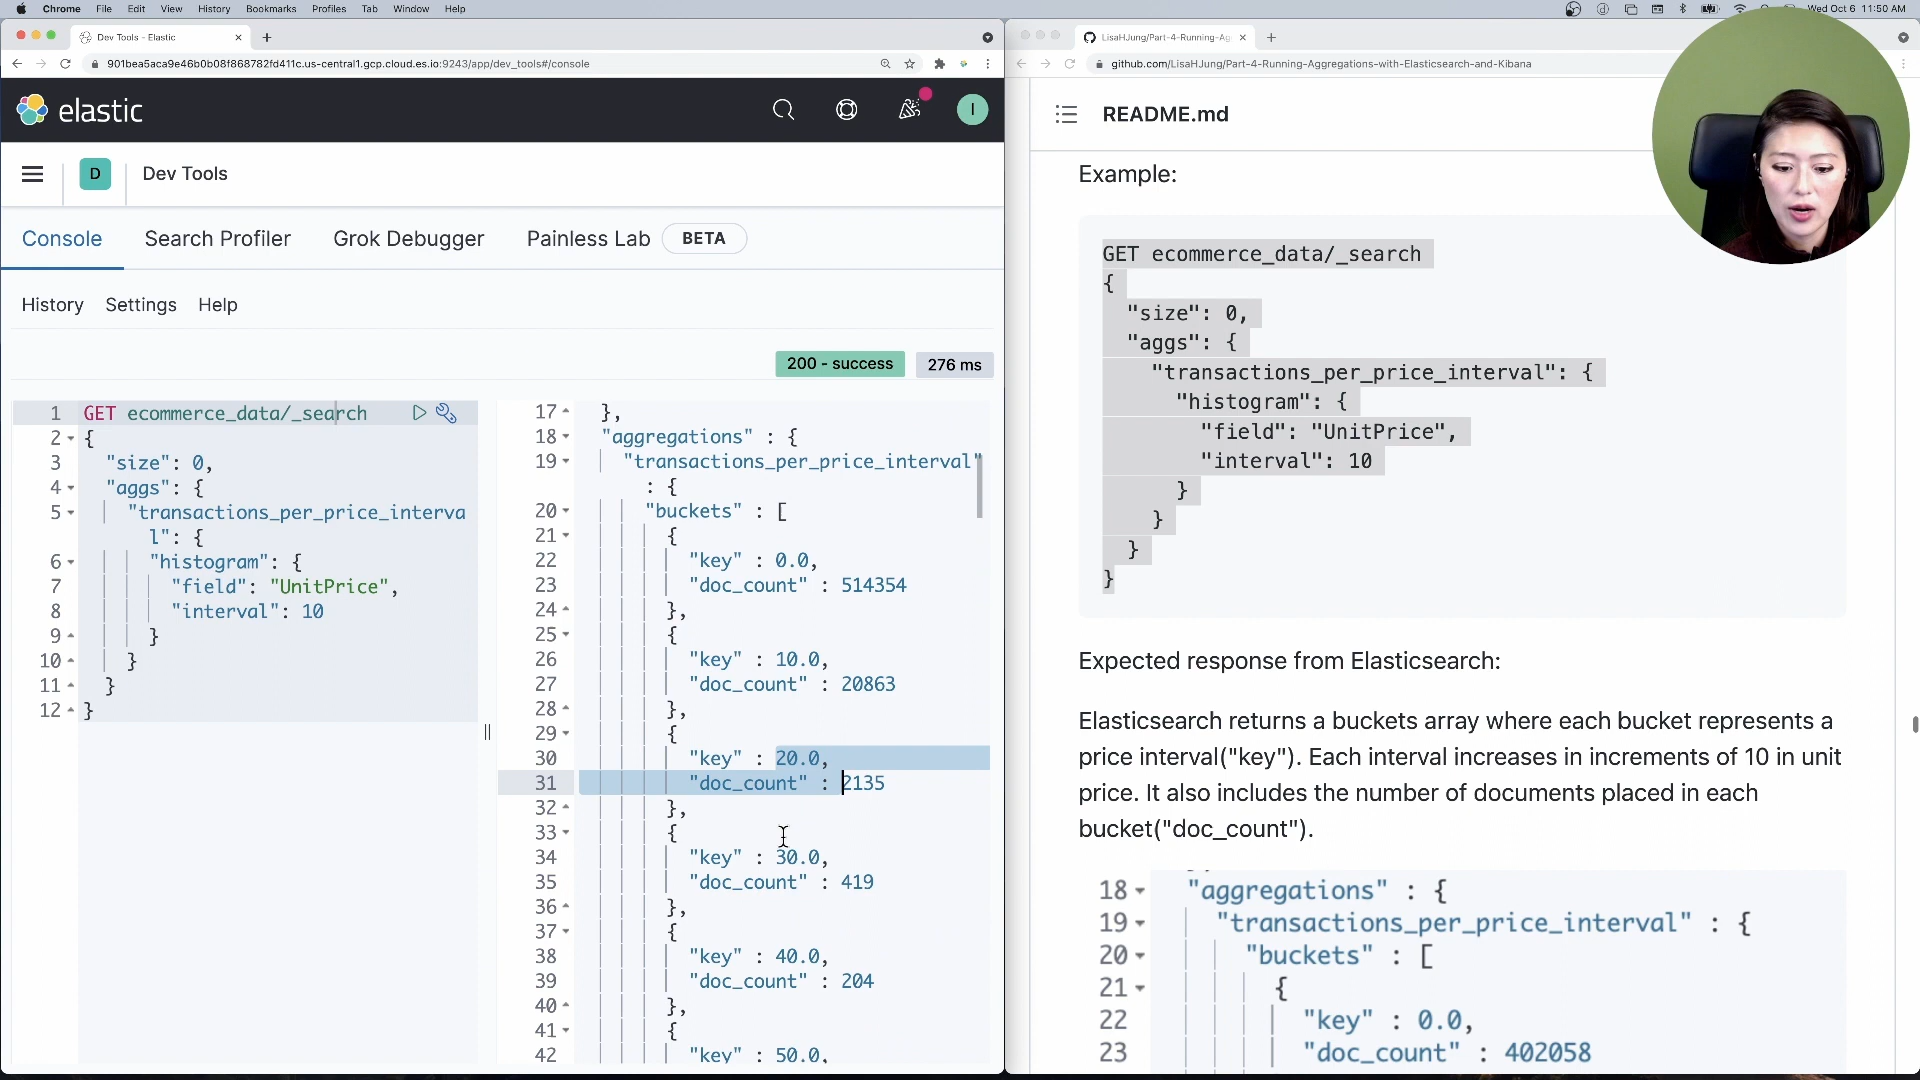 Chrome File Edit View History Bookmarks Profiles Tab Window Help
Wed Oct 6 11:50 AM
Dev Tools - Elastic
901bea5aca9e46b0b08f868782fd411c.us-central1.gcp.cloud.es.io:9243/app/dev_tools#/console
elastic
I
D Dev Tools
Console Search Profiler Grok Debugger Painless Lab BETA
History Settings Help
200 - success 276 ms
1 GET ecommerce_data/_search
2 {
3 "size": 0,
4 "aggs": {
5 "transactions_per_price_interva
l": {
6 "histogram": {
7 "field": "UnitPrice",
8 "interval": 10
9 }
10 }
11 }
12 }
17 },
18 "aggregations" : {
19 "transactions_per_price_interval"
: {
20 "buckets" : [
21 {
22 "key" : 0.0,
23 "doc_count" : 514354
24 },
25 {
26 "key" : 10.0,
27 "doc_count" : 20863
28 },
29 {
30 "key" : 20.0,
31 "doc_count" : 2135
32 },
33 {
34 "key" : 30.0,
35 "doc_count" : 419
36 },
37 {
38 "key" : 40.0,
39 "doc_count" : 204
40 },
41 {
42 "key" : 50.0,
LisaHJung/Part-4-Running-Ag
github.com/LisaHJung/Part-4-Running-Aggregations-with-Elasticsearch-and-Kibana
README.md
Example:
GET ecommerce_data/_search
{
"size": 0,
"aggs": {
"transactions_per_price_interval": {
"histogram": {
"field": "UnitPrice",
"interval": 10
}
}
}
}
Expected response from Elasticsearch:
Elasticsearch returns a buckets array where each bucket represents a
price interval("key"). Each interval increases in increments of 10 in unit
price. It also includes the number of documents placed in each
bucket("doc_count").
18 "aggregations" : {
19 "transactions_per_price_interval" : {
20 "buckets" : [
21 {
22 "key" : 0.0,
23 "doc_count" : 402058